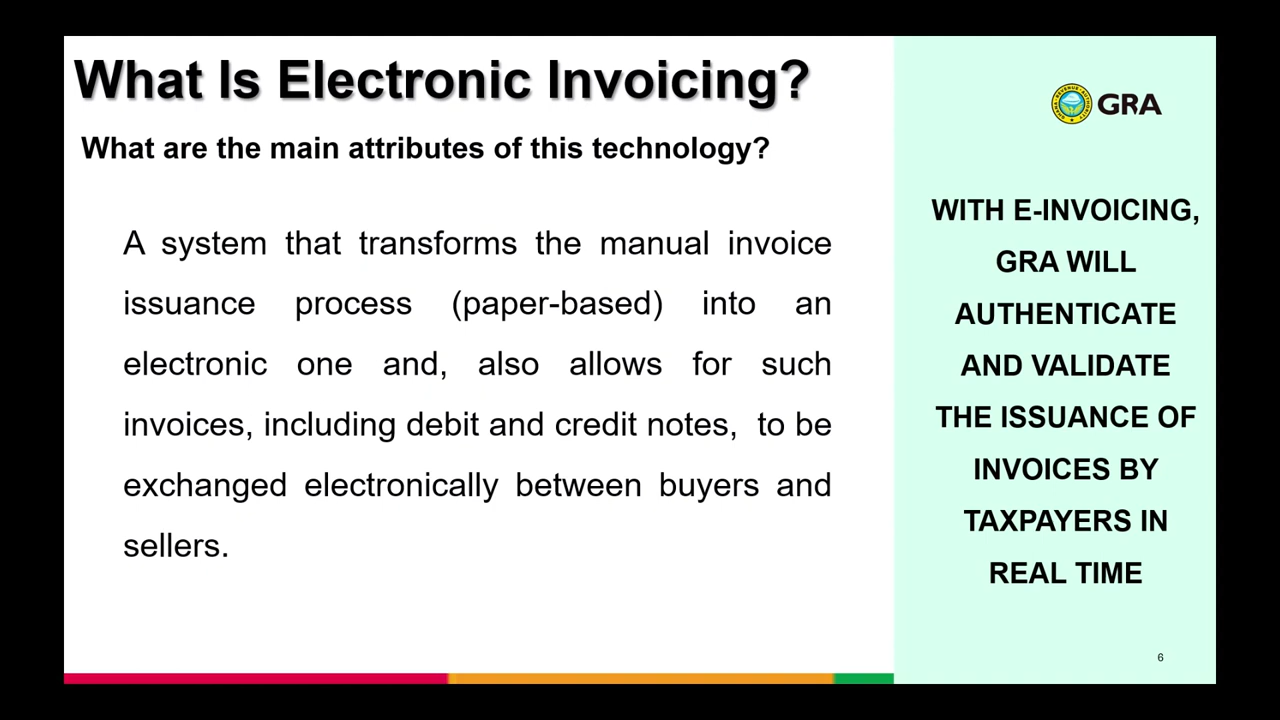 What Is Electronic Invoicing?
What are the main attributes of this technology?
A system that transforms the manual invoice
issuance process (paper-based) into an
electronic one and, also allows for such
invoices, including debit and credit notes, to be
exchanged electronically between buyers and
sellers.
GRA
WITH E-INVOICING,
GRA WILL
AUTHENTICATE
AND VALIDATE
THE ISSUANCE OF
INVOICES BY
TAXPAYERS IN
REAL TIME
6